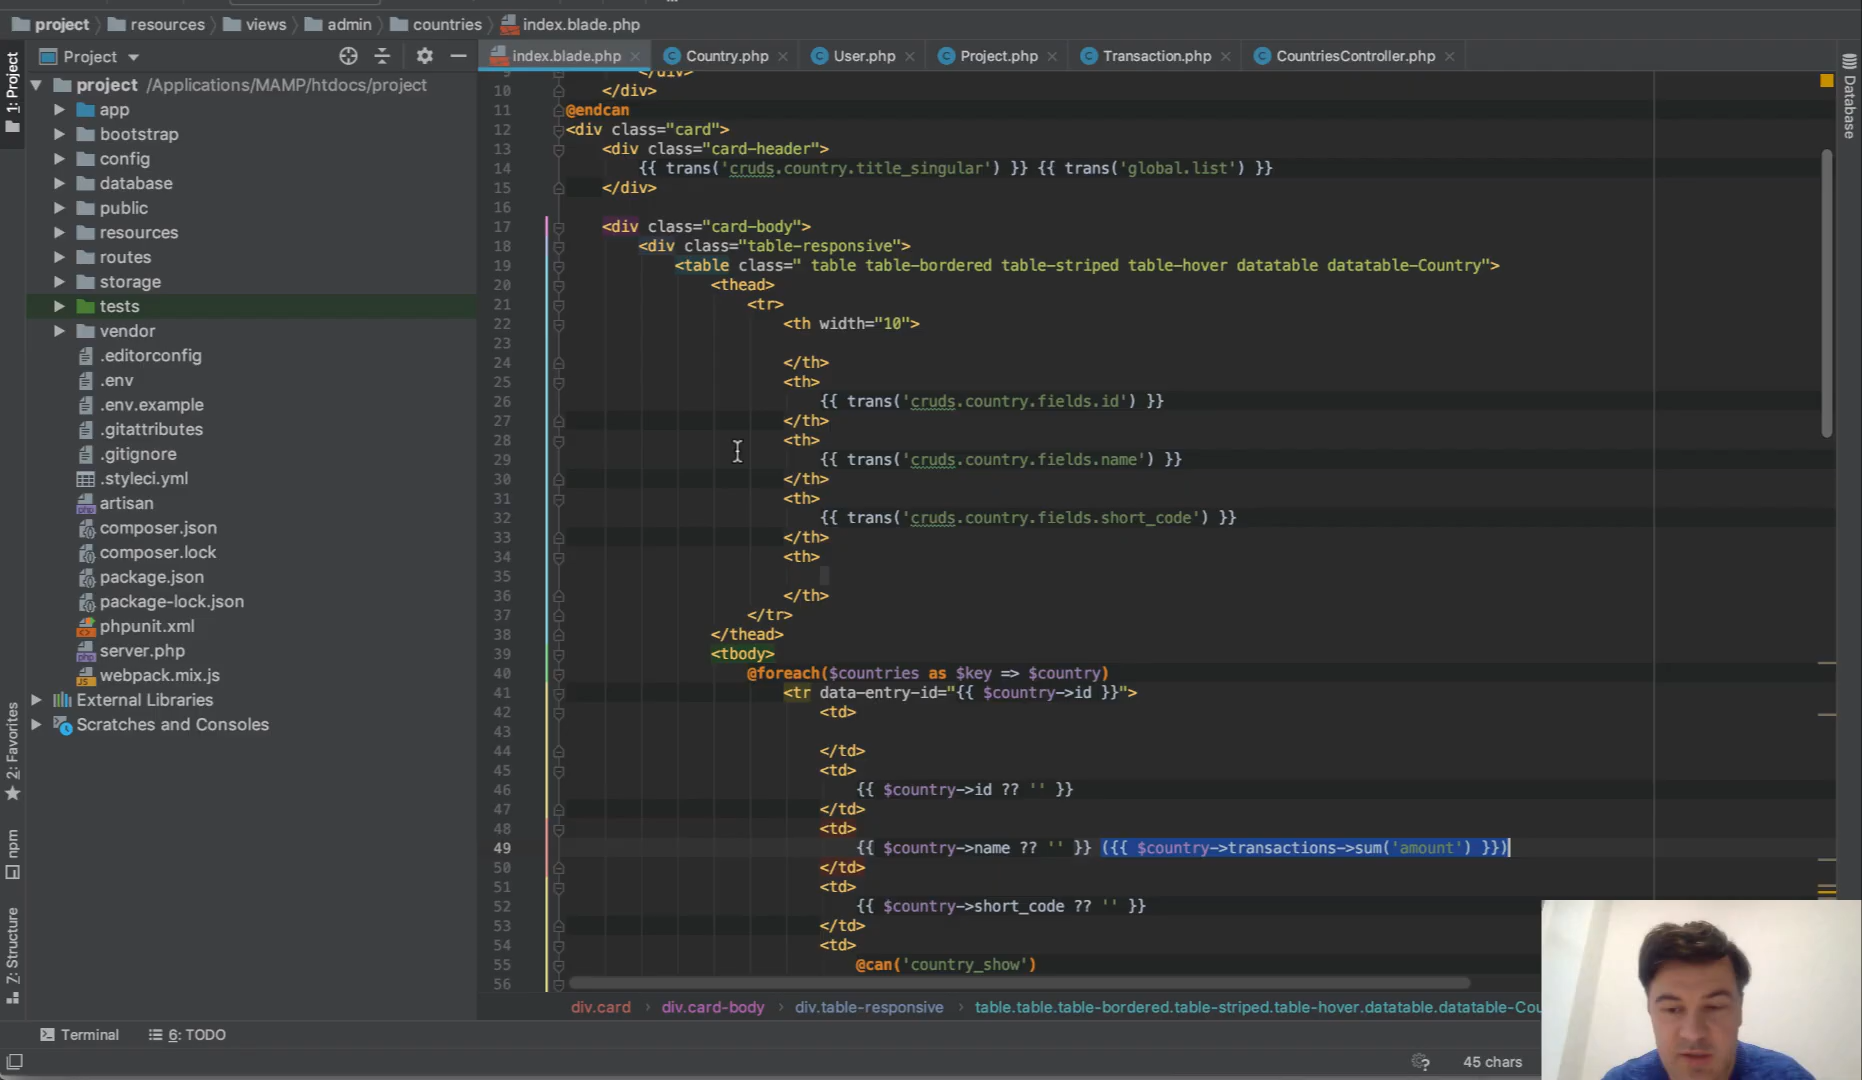 project resources views admin countries index.blade.php
Project
index.blade.php Country.php User.php Project.php Transaction.php CountriesController.php
1: Project
2: Favorites
npm
Z: Structure
Database
project /Applications/MAMP/htdocs/project
app
bootstrap
config
database
public
resources
routes
storage
tests
vendor
.editorconfig
.env
.env.example
.gitattributes
.gitignore
.styleci.yml
artisan
composer.json
composer.lock
package.json
package-lock.json
phpunit.xml
server.php
webpack.mix.js
External Libraries
Scratches and Consoles
9 </div>
10 </div>
11 @endcan
12 <div class="card">
13 <div class="card-header">
14 {{ trans('cruds.country.title_singular') }} {{ trans('global.list') }}
15 </div>
16
17 <div class="card-body">
18 <div class="table-responsive">
19 <table class=" table table-bordered table-striped table-hover datatable datatable-Country">
20 <thead>
21 <tr>
22 <th width="10">
23
24 </th>
25 <th>
26 {{ trans('cruds.country.fields.id') }}
27 </th>
28 <th>
29 {{ trans('cruds.country.fields.name') }}
30 </th>
31 <th>
32 {{ trans('cruds.country.fields.short_code') }}
33 </th>
34 <th>
35
36 </th>
37 </tr>
38 </thead>
39 <tbody>
40 @foreach($countries as $key => $country)
41 <tr data-entry-id="{{ $country->id }}">
42 <td>
43
44 </td>
45 <td>
46 {{ $country->id ?? '' }}
47 </td>
48 <td>
49 {{ $country->name ?? '' }} ({{ $country->transactions->sum('amount') }})
50 </td>
51 <td>
52 {{ $country->short_code ?? '' }}
53 </td>
54 <td>
55 @can('country_show')
56
div.card › div.card-body › div.table-responsive › table.table.table-bordered.table-striped.table-hover.datatable.datatable-Cou
Terminal 6: TODO
45 chars